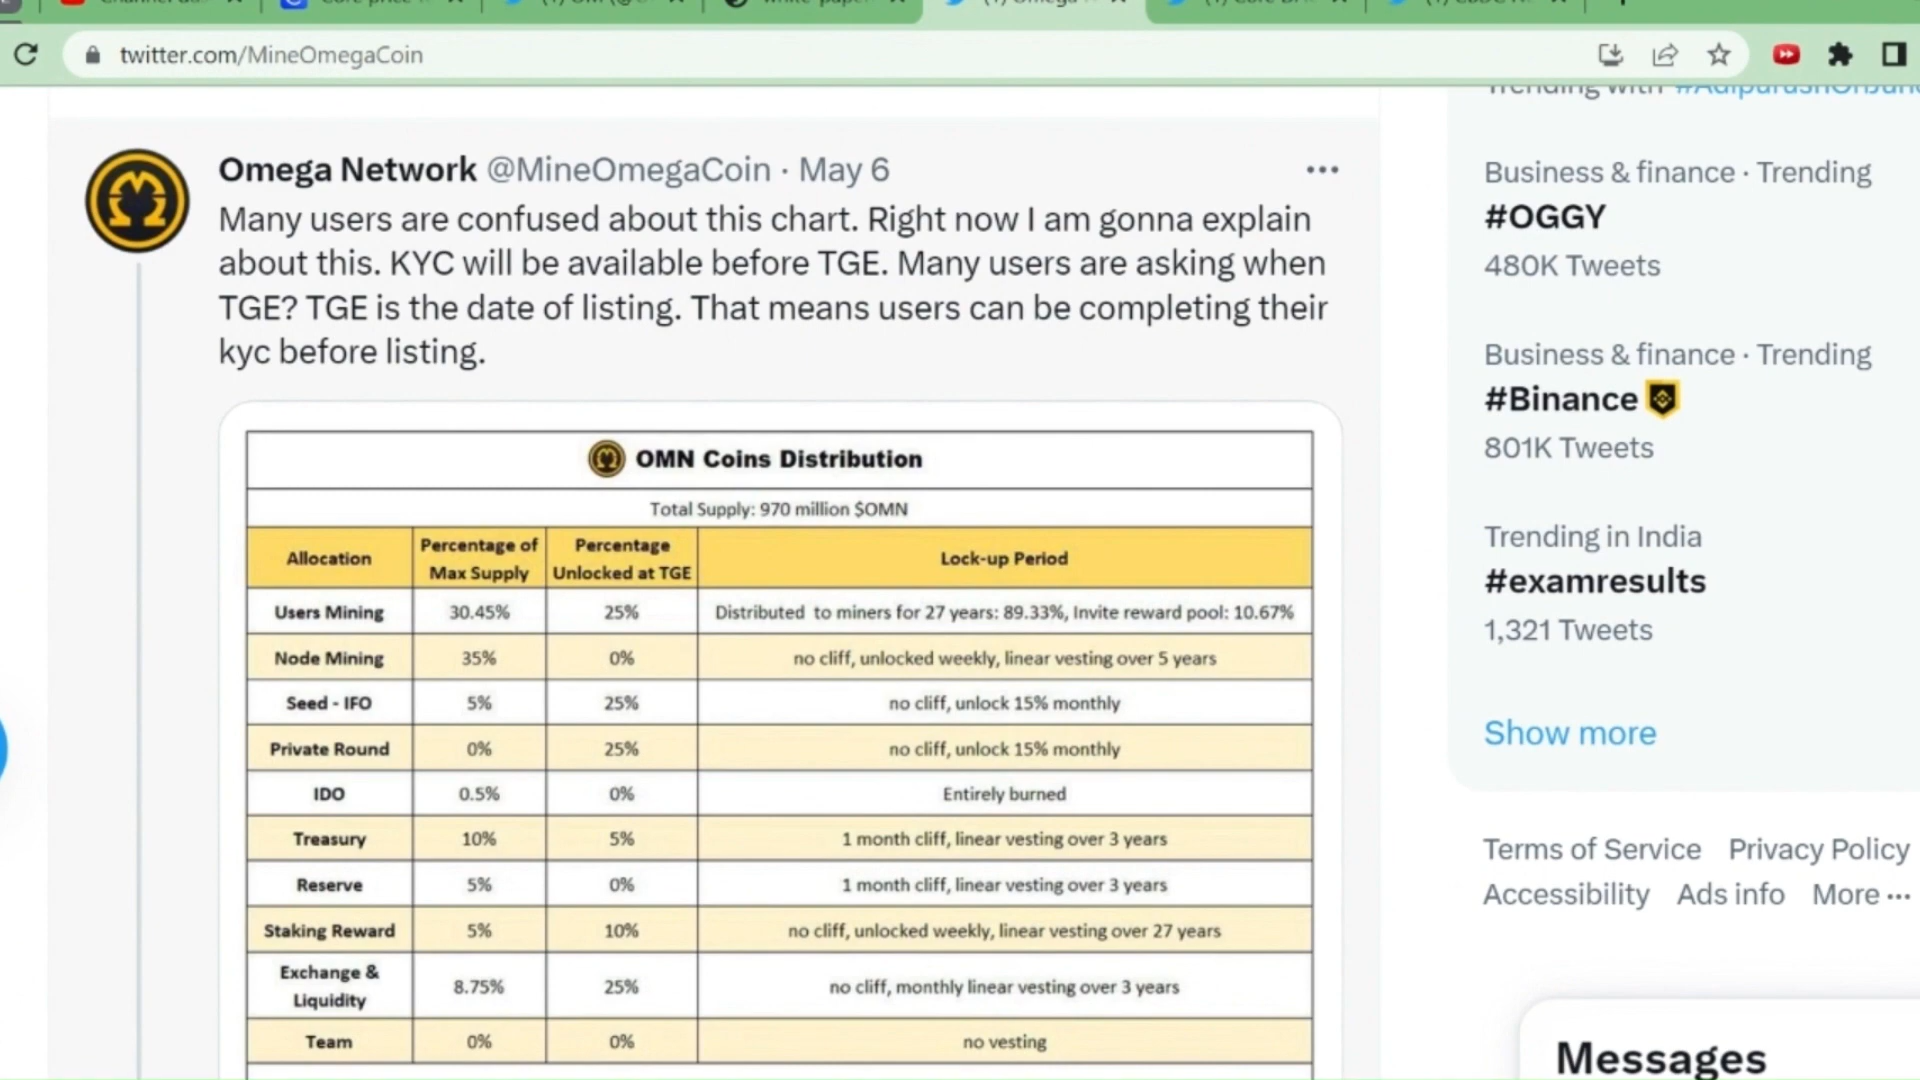 twitter.com/MineOmegaCoin
Omega Network @MineOmegaCoin · May 6
Many users are confused about this chart. Right now I am gonna explain
about this. KYC will be available before TGE. Many users are asking when
TGE? TGE is the date of listing. That means users can be completing their
kyc before listing.
OMN Coins Distribution
Total Supply: 970 million $OMN
Allocation Percentage of Max Supply Percentage Unlocked at TGE Lock-up Period
Users Mining 30.45% 25% Distributed to miners for 27 years: 89.33%, Invite reward pool: 10.67%
Node Mining 35% 0% no cliff, unlocked weekly, linear vesting over 5 years
Seed - IFO 5% 25% no cliff, unlock 15% monthly
Private Round 0% 25% no cliff, unlock 15% monthly
IDO 0.5% 0% Entirely burned
Treasury 10% 5% 1 month cliff, linear vesting over 3 years
Reserve 5% 0% 1 month cliff, linear vesting over 3 years
Staking Reward 5% 10% no cliff, unlocked weekly, linear vesting over 27 years
Exchange & Liquidity 8.75% 25% no cliff, monthly linear vesting over 3 years
Team 0% 0% no vesting
Trending with
Business & finance · Trending
#OGGY
480K Tweets
Business & finance · Trending
#Binance
801K Tweets
Trending in India
#examresults
1,321 Tweets
Show more
Terms of Service Privacy Policy
Accessibility Ads info More ···
Messages